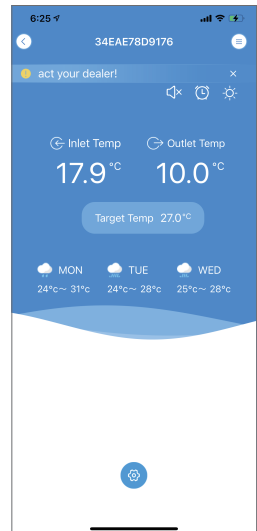 6:25
34EAE78D9176
act your dealer!
Inlet Temp
Outlet Temp
17.9°C
10.0°C
Target Temp 27.0°C
MON
TUE
WED
24°c~ 31°c
24°c~ 28°c
25°c~ 28°c